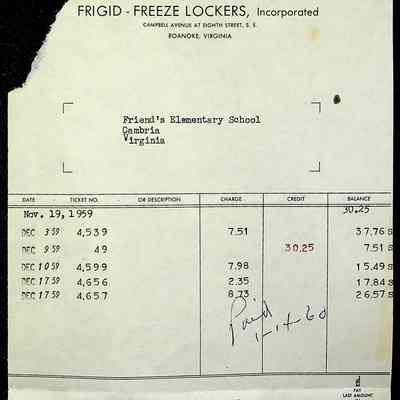 FRIGID - FREEZE LOCKERS, Incorporated
CAMPBELL AVENUE AT EIGHTH STREET, S. E.
ROANOKE, VIRGINIA
Friend's Elementary School
Cambria
Virginia
DATE - TICKET NO. - OR DESCRIPTION CHARGE CREDIT BALANCE
Nov. 19, 1959 30.25
DEC 3 59 4,539 7.51 37.76 S
DEC 9 59 49 30.25 7.51 S
DEC 10 59 4,599 7.98 15.49 S
DEC 17 59 4,656 2.35 17.84 S
DEC 17 59 4,657 8.73 26.57 S
Paid
1-14-60
PAY
LAST AMOUNT